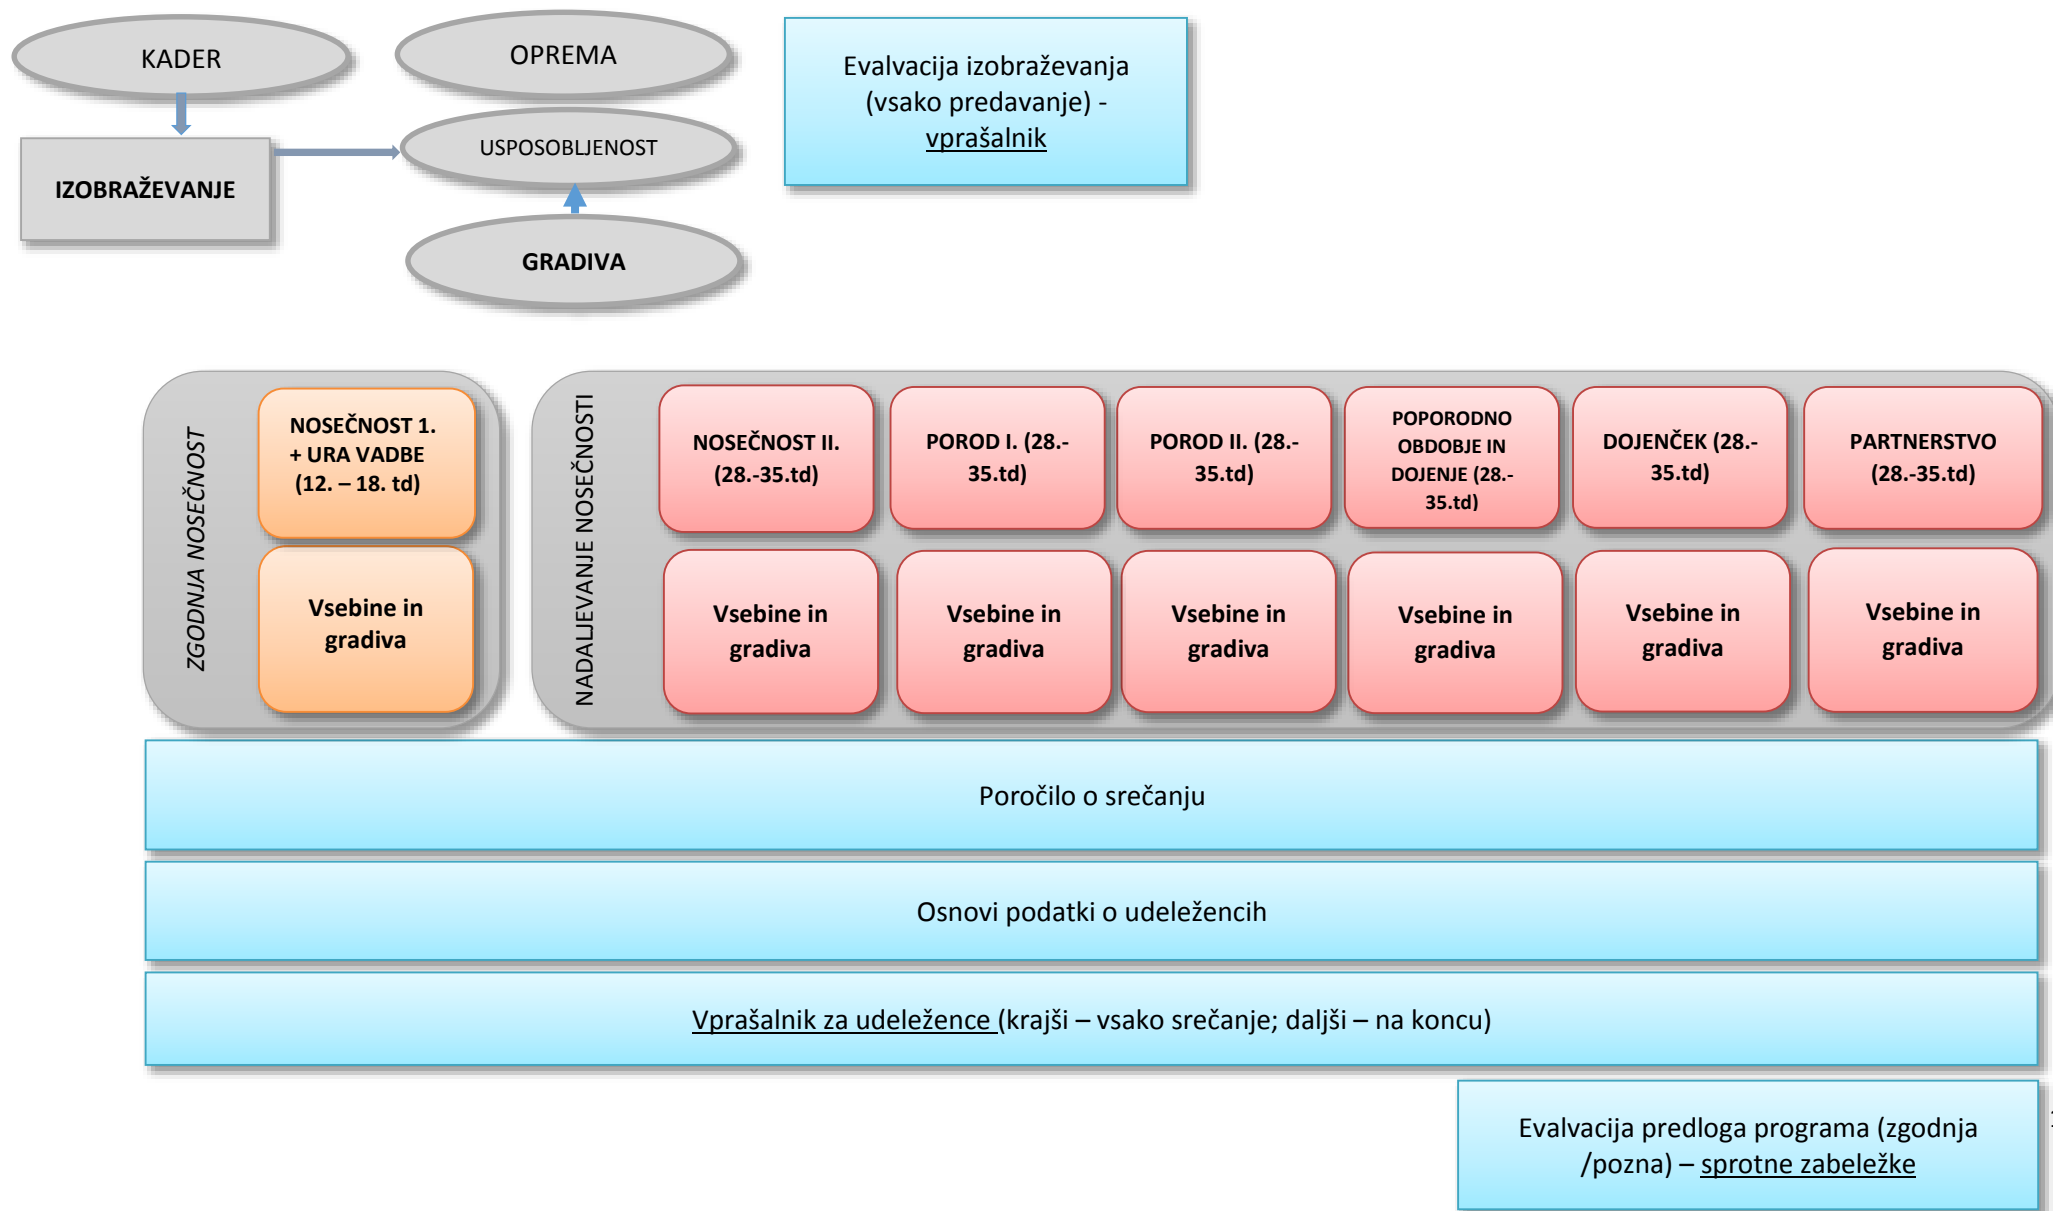 KADER
OPREMA
Evalvacija izobraževanja
(vsako predavanje) -
vprašalnik
USPOSOBLJENOST
IZOBRAŽEVANJE
GRADIVA
ZGODNJA NOSEČNOST
NOSEČNOST 1.
+ URA VADBE
(12. – 18. td)
Vsebine in
gradiva
NADALJEVANJE NOSEČNOSTI
NOSEČNOST II.
(28.-35.td)
POROD I. (28.-
35.td)
POROD II. (28.-
35.td)
POPORODNO
OBDOBJE IN
DOJENJE (28.-
35.td)
DOJENČEK (28.-
35.td)
PARTNERSTVO
(28.-35.td)
Vsebine in
gradiva
Vsebine in
gradiva
Vsebine in
gradiva
Vsebine in
gradiva
Vsebine in
gradiva
Vsebine in
gradiva
Poročilo o srečanju
Osnovi podatki o udeležencih
Vprašalnik za udeležence (krajši – vsako srečanje; daljši – na koncu)
Evalvacija predloga programa (zgodnja
/pozna) – sprotne zabeležke